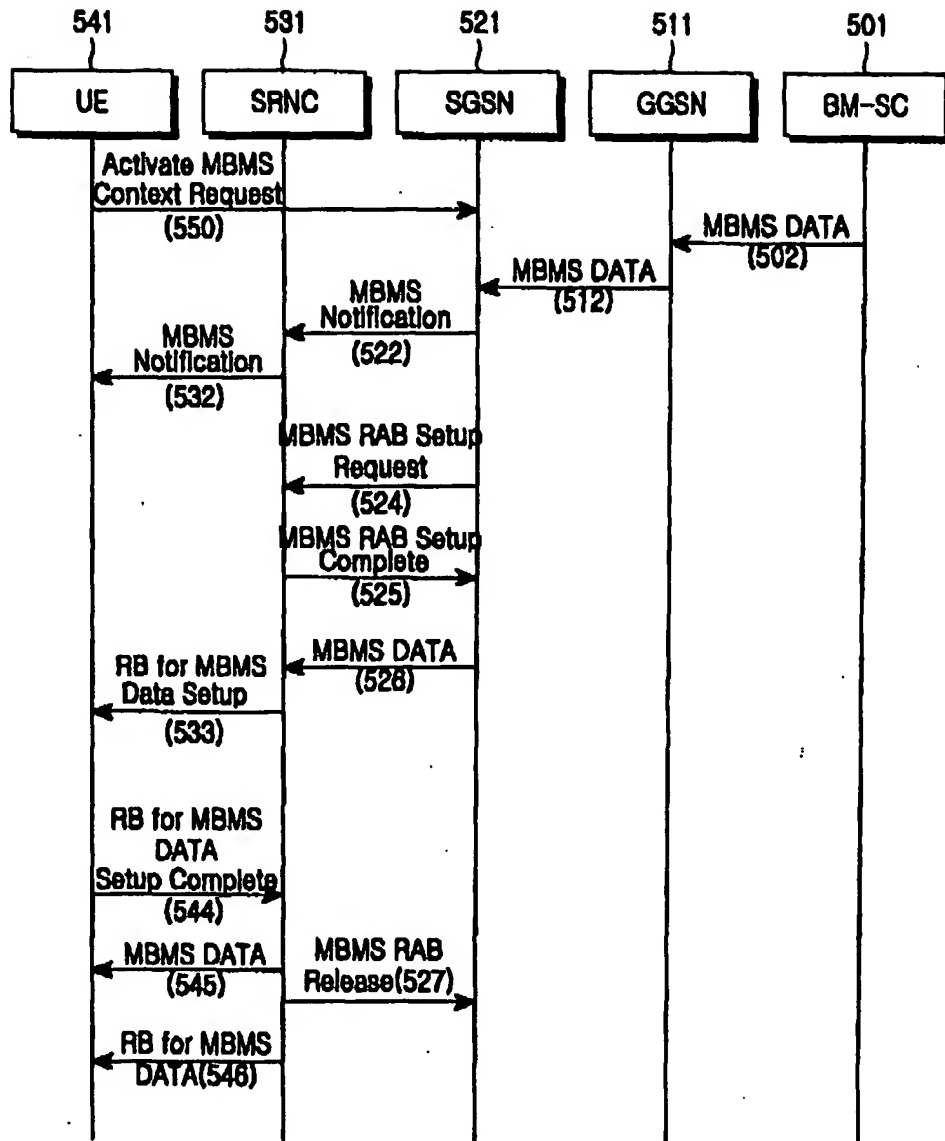 541 531 521 511 501
UE SRNC SGSN GGSN BM-SC
Activate MBMS
Context Request
(550)
MBMS DATA
(502)
MBMS DATA
(512)
MBMS
Notification
(522)
MBMS
Notification
(532)
MBMS RAB Setup
Request
(524)
MBMS RAB Setup
Complete
(525)
MBMS DATA
(526)
RB for MBMS
Data Setup
(533)
RB for MBMS
DATA
Setup Complete
(544)
MBMS DATA
(545)
MBMS RAB
Release(527)
RB for MBMS
DATA(546)